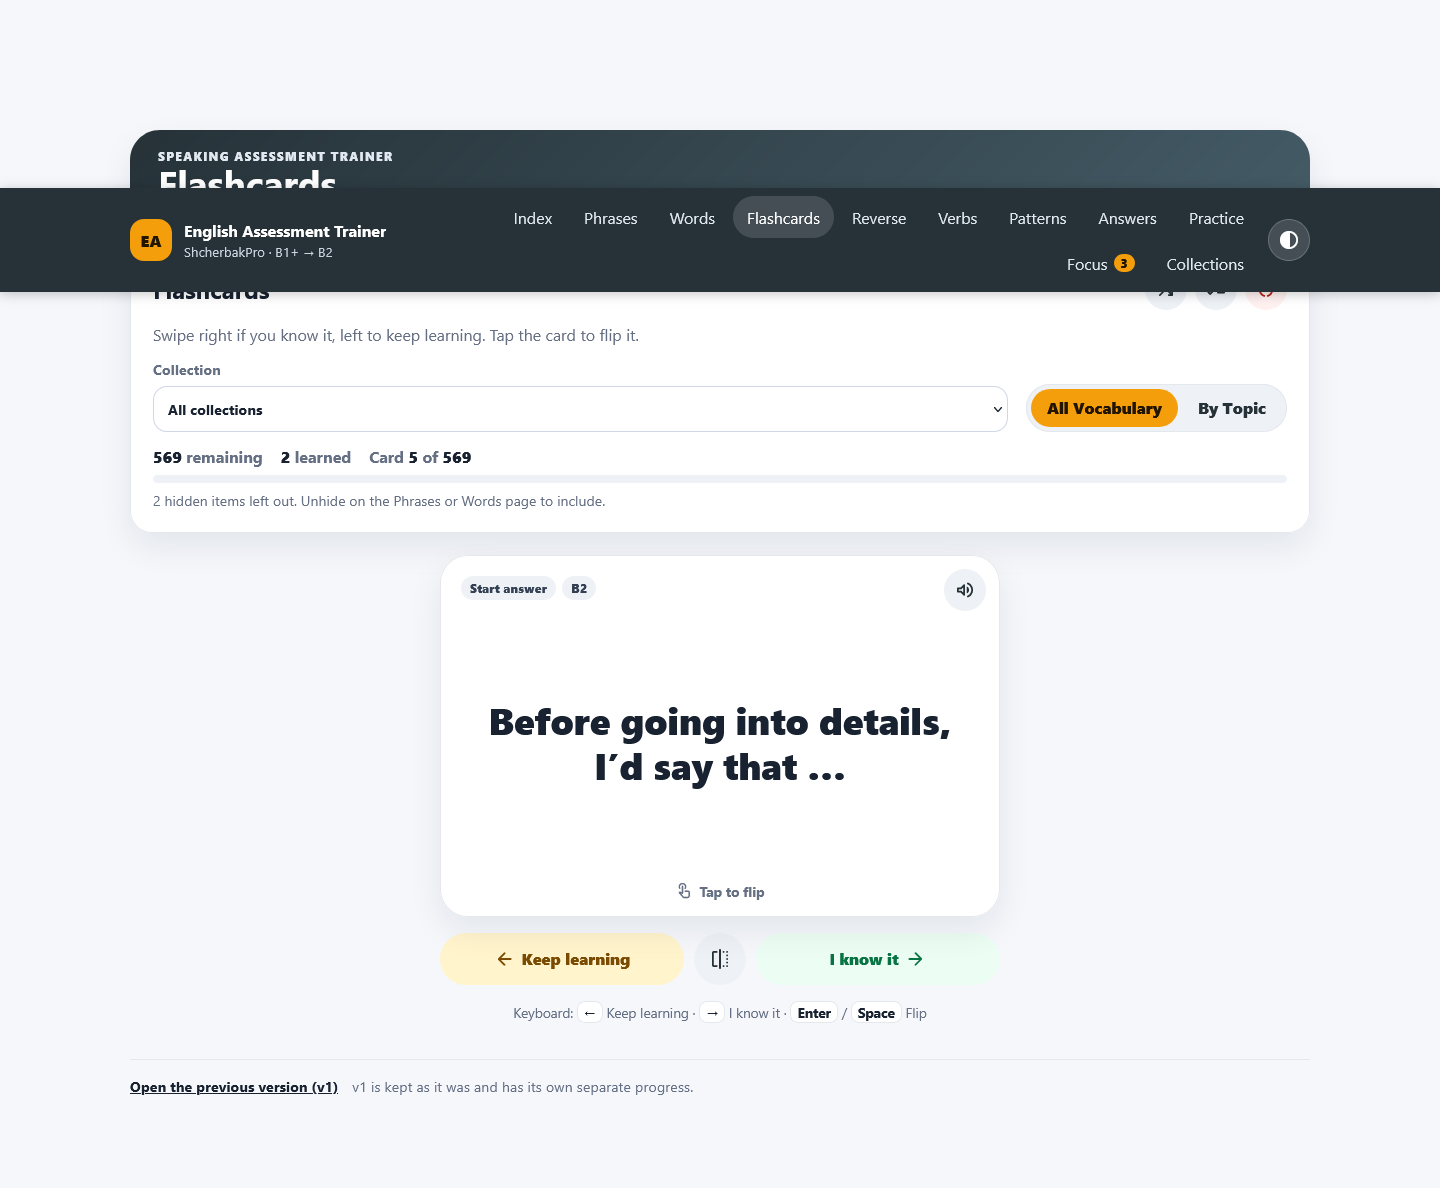 SPEAKING ASSESSMENT TRAINER
Flashcards
EA
English Assessment Trainer
ShcherbakPro · B1+ → B2
Index Phrases Words Flashcards Reverse Verbs Patterns Answers Practice
Focus 3 Collections
Flashcards
Swipe right if you know it, left to keep learning. Tap the card to flip it.
Collection
All collections
All Vocabulary By Topic
569 remaining 2 learned Card 5 of 569
2 hidden items left out. Unhide on the Phrases or Words page to include.
Start answer B2
Before going into details,
I´d say that ...
Tap to flip
← Keep learning
I know it →
Keyboard: ← Keep learning · → I know it · Enter / Space Flip
Open the previous version (v1) v1 is kept as it was and has its own separate progress.